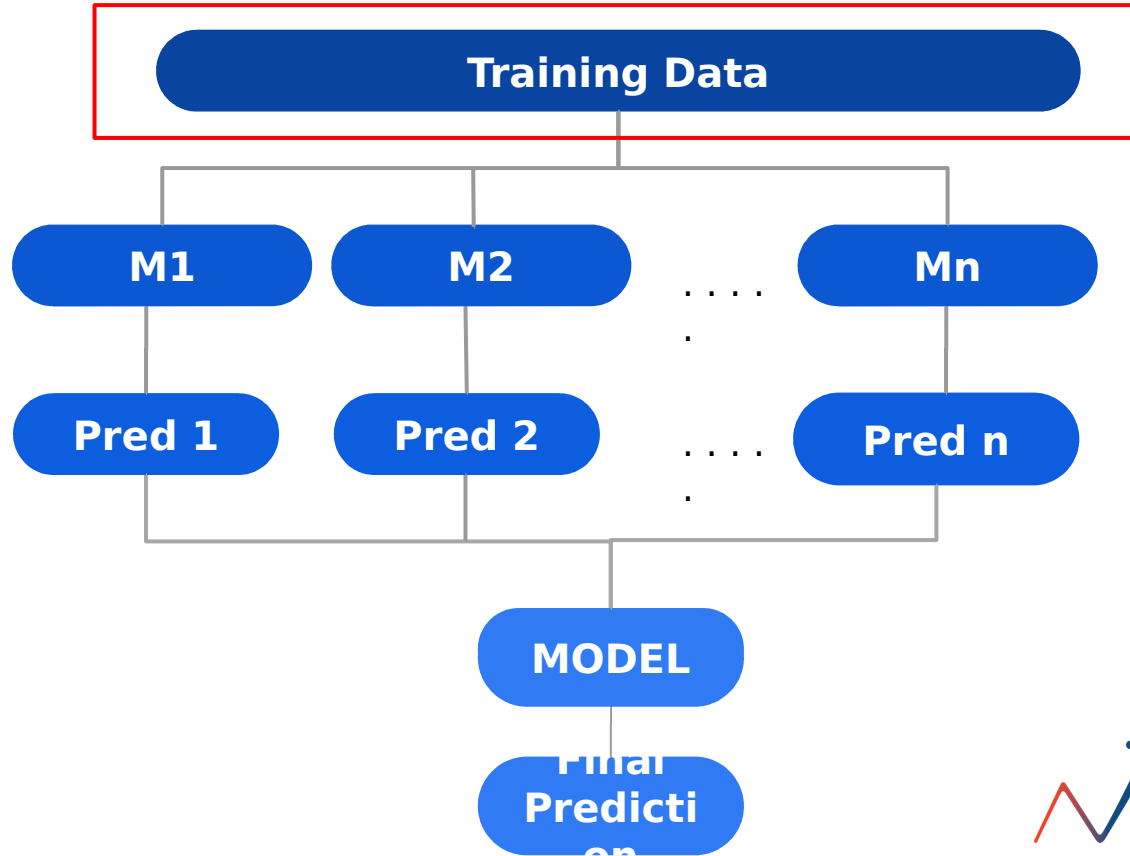 Training Data
M1
M2
. . . .
.
Mn
Pred 1
Pred 2
. . . .
.
Pred n
MODEL
Final
Predicti
on